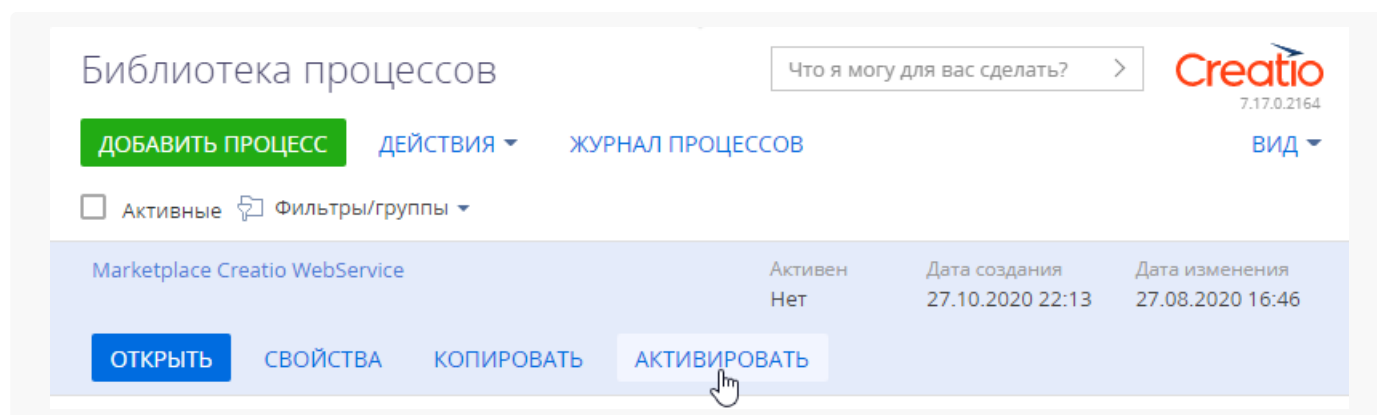 Библиотека процессов
Что я могу для вас сделать?
Creatio
7.17.0.2164
ДОБАВИТЬ ПРОЦЕСС ДЕЙСТВИЯ ЖУРНАЛ ПРОЦЕССОВ ВИД
Активные Фильтры/группы
Marketplace Creatio WebService Активен Дата создания Дата изменения
Нет 27.10.2020 22:13 27.08.2020 16:46
ОТКРЫТЬ СВОЙСТВА КОПИРОВАТЬ АКТИВИРОВАТЬ